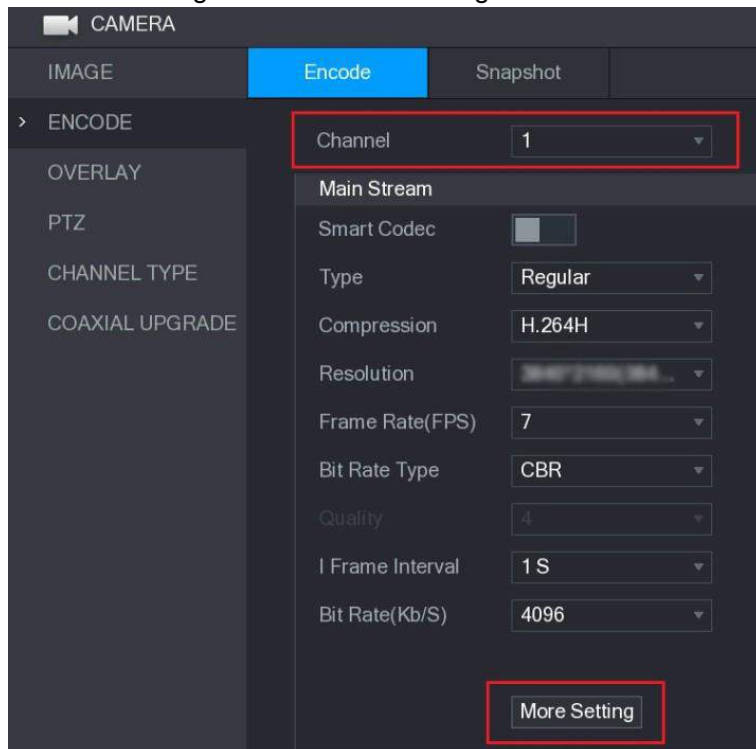 CAMERA
IMAGE
Encode Snapshot
> ENCODE
Channel 1
OVERLAY
Main Stream
PTZ
Smart Codec
CHANNEL TYPE
Type Regular
COAXIAL UPGRADE
Compression H.264H
Resolution
Frame Rate(FPS) 7
Bit Rate Type CBR
Quality 4
I Frame Interval 1 S
Bit Rate(Kb/S) 4096
More Setting